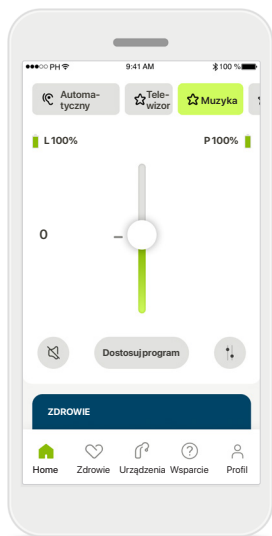 PH 9:41 AM 100 %
Automa-
tyczny
Tele-
wizor
Muzyka
L 100% P 100%
0
Dostosuj program
ZDROWIE
Home Zdrowie Urządzenia Wsparcie Profil